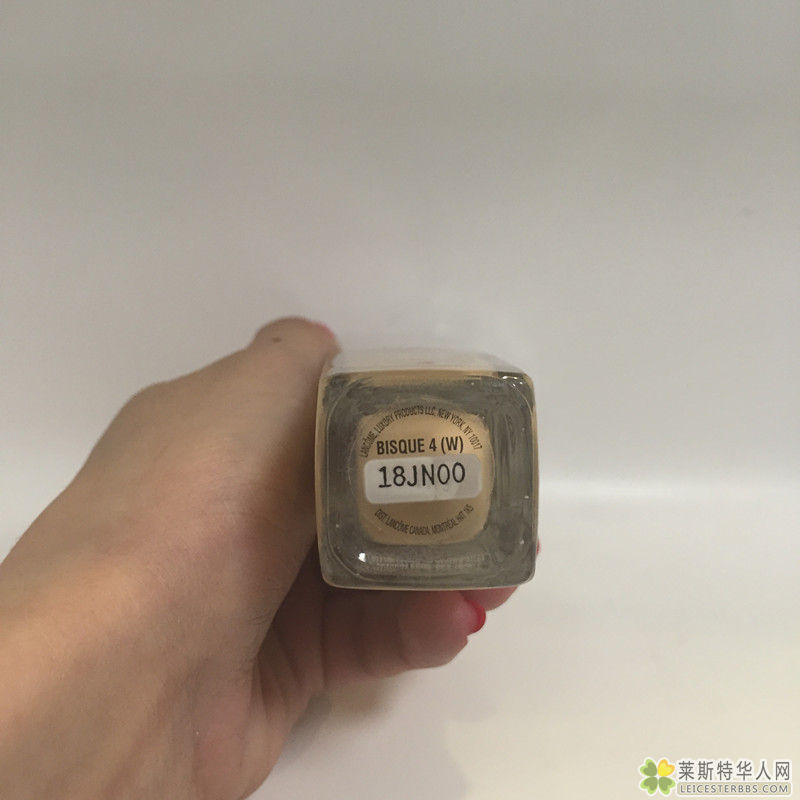 LANCÔME, LUXURY PRODUCTS LLC, NEW YORK, NY 10017
BISQUE 4 (W)
18JN00
DIST. LANCÔME CANADA, MONTRÉAL H4T 1K5
莱斯特华人网
LEICESTERBBS.COM